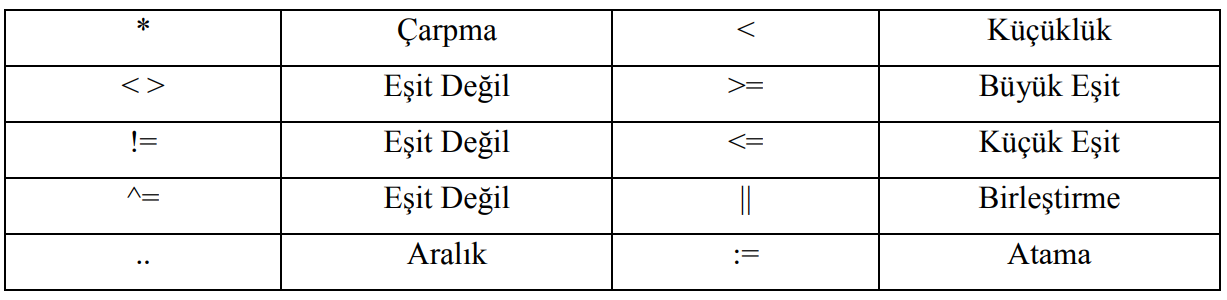 * Çarpma < Küçüklük
< > Eşit Değil >= Büyük Eşit
!= Eşit Değil <= Küçük Eşit
^= Eşit Değil || Birleştirme
.. Aralık := Atama